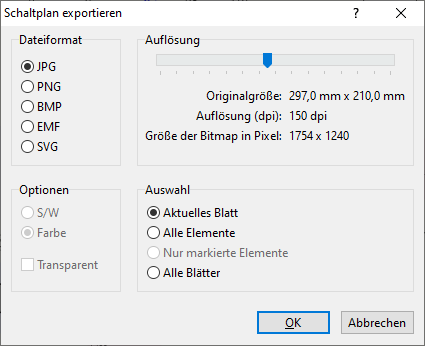 Schaltplan exportieren
?
Dateiformat
JPG
PNG
BMP
EMF
SVG
Auflösung
Originalgröße: 297,0 mm x 210,0 mm
Auflösung (dpi): 150 dpi
Größe der Bitmap in Pixel: 1754 x 1240
Optionen
S/W
Farbe
Transparent
Auswahl
Aktuelles Blatt
Alle Elemente
Nur markierte Elemente
Alle Blätter
OK
Abbrechen